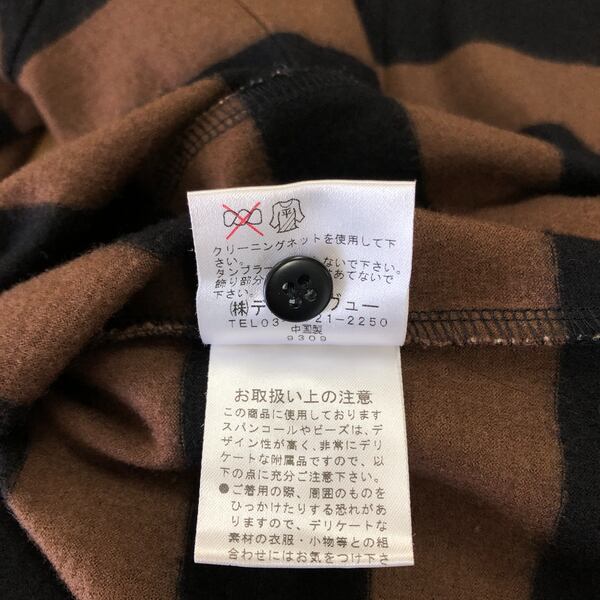 平
クリーニングネットを使用して下
さい。
タンブラー ないで下さい。
飾り部分 はあてないで下さい。
(株)デ ヴュー
TEL03 21-2250
中国製
9309
お取扱い上の注意
この商品に使用しております
スパンコールやビーズは、デ
ザイン性が高く、非常にデリ
ケートな附属品ですので、以
下の点に充分ご注意下さい。
●ご着用の際、周囲のものを
ひっかけたりする恐れがあ
りますので、デリケートな
素材の衣服・小物等との組
合わせにはお気をつけ下さ